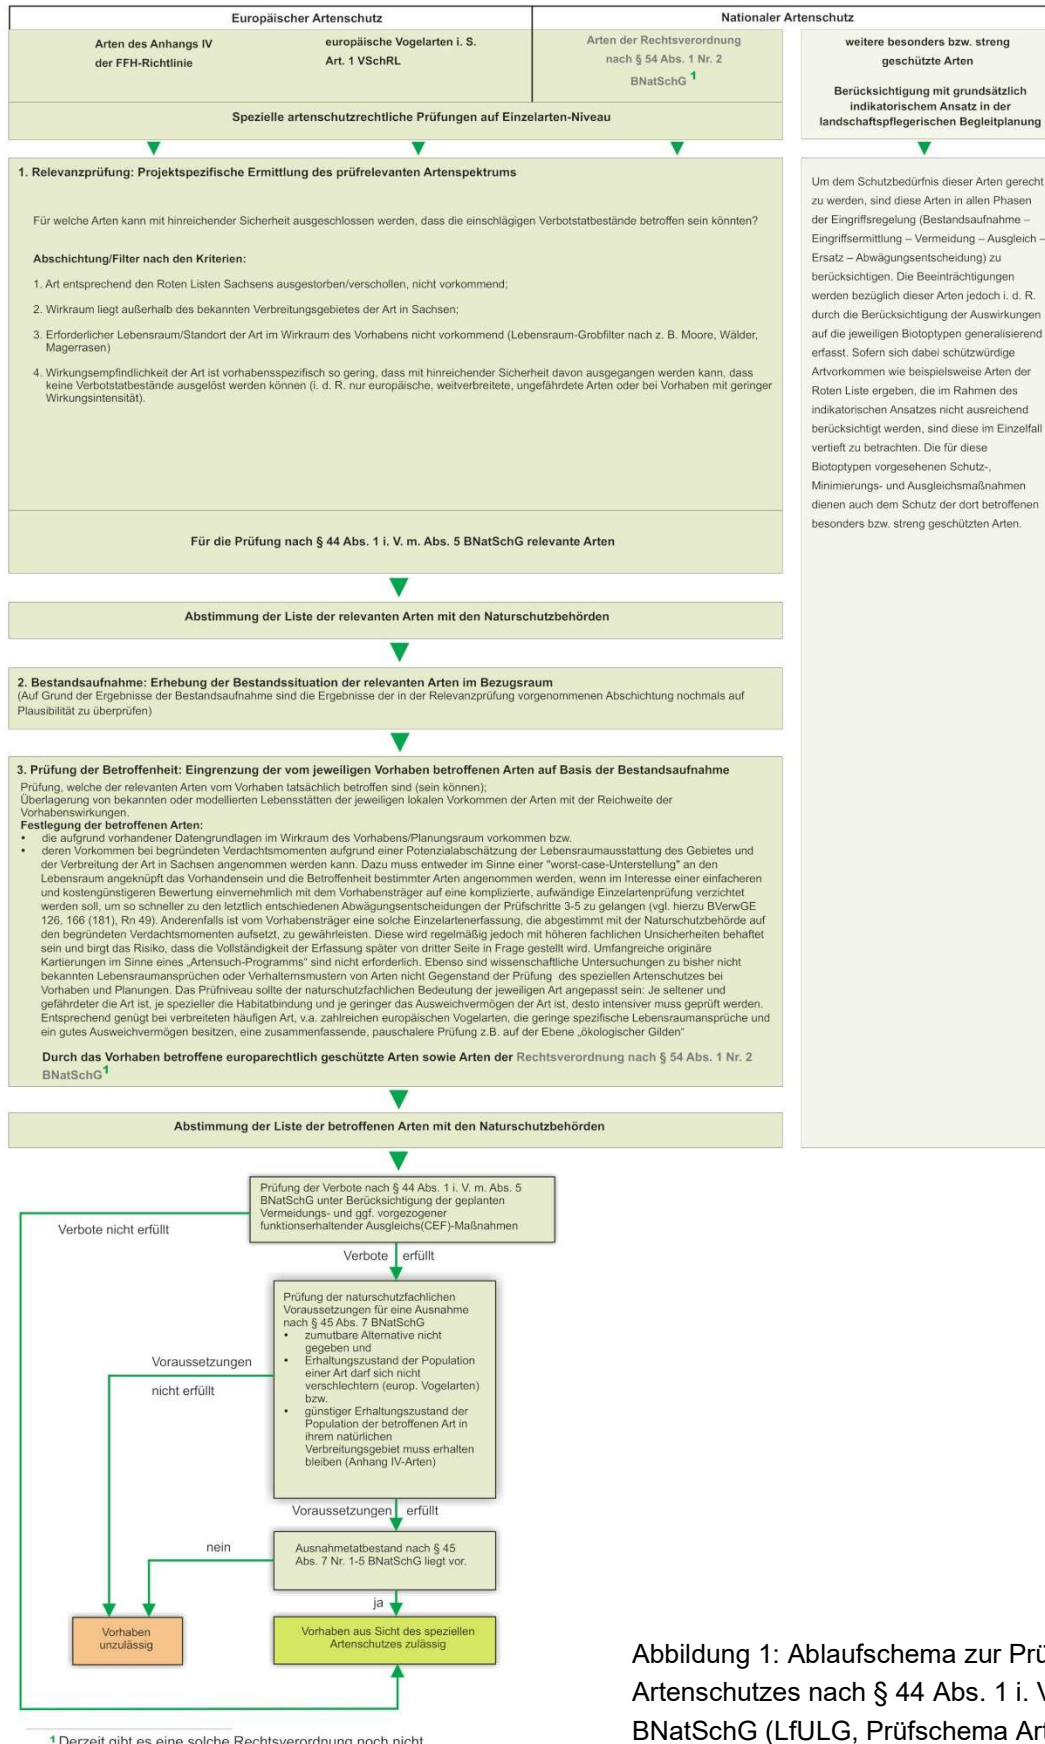 Europäischer Artenschutz
Nationaler Artenschutz
Arten des Anhangs IV
der FFH-Richtlinie
europäische Vogelarten i. S.
Art. 1 VSchRL
Arten der Rechtsverordnung
nach § 54 Abs. 1 Nr. 2
BNatSchG 1
Spezielle artenschutzrechtliche Prüfungen auf Einzelarten-Niveau
weitere besonders bzw. streng
geschützte Arten
Berücksichtigung mit grundsätzlich
indikatorischem Ansatz in der
landschaftspflegerischen Begleitplanung
1. Relevanzprüfung: Projektspezifische Ermittlung des prüfrelevanten Artenspektrums
Für welche Arten kann mit hinreichender Sicherheit ausgeschlossen werden, dass die einschlägigen Verbotstatbestände betroffen sein könnten?
Abschichtung/Filter nach den Kriterien:
1. Art entsprechend den Roten Listen Sachsens ausgestorben/verschollen, nicht vorkommend;
2. Wirkraum liegt außerhalb des bekannten Verbreitungsgebietes der Art in Sachsen;
3. Erforderlicher Lebensraum/Standort der Art im Wirkraum des Vorhabens nicht vorkommend (Lebensraum-Grobfilter nach z. B. Moore, Wälder,
Magerrasen)
4. Wirkungsempfindlichkeit der Art ist vorhabensspezifisch so gering, dass mit hinreichender Sicherheit davon ausgegangen werden kann, dass
keine Verbotstatbestände ausgelöst werden können (i. d. R. nur europäische, weitverbreitete, ungefährdete Arten oder bei Vorhaben mit geringer
Wirkungsintensität).
Für die Prüfung nach § 44 Abs. 1 i. V. m. Abs. 5 BNatSchG relevante Arten
Um dem Schutzbedürfnis dieser Arten gerecht
zu werden, sind diese Arten in allen Phasen
der Eingriffsregelung (Bestandsaufnahme –
Eingriffsermittlung – Vermeidung – Ausgleich –
Ersatz – Abwägungsentscheidung) zu
berücksichtigen. Die Beeinträchtigungen
werden bezüglich dieser Arten jedoch i. d. R.
durch die Berücksichtigung der Auswirkungen
auf die jeweiligen Biotoptypen generalisierend
erfasst. Sofern sich dabei schützwürdige
Artvorkommen wie beispielsweise Arten der
Roten Liste ergeben, die im Rahmen des
indikatorischen Ansatzes nicht ausreichend
berücksichtigt werden, sind diese im Einzelfall
vertieft zu betrachten. Die für diese
Biotoptypen vorgesehenen Schutz-,
Minimierungs- und Ausgleichsmaßnahmen
dienen auch dem Schutz der dort betroffenen
besonders bzw. streng geschützten Arten.
Abstimmung der Liste der relevanten Arten mit den Naturschutzbehörden
2. Bestandsaufnahme: Erhebung der Bestandssituation der relevanten Arten im Bezugsraum
(Auf Grund der Ergebnisse der Bestandsaufnahme sind die Ergebnisse der in der Relevanzprüfung vorgenommenen Abschichtung nochmals auf
Plausibilität zu überprüfen)
3. Prüfung der Betroffenheit: Eingrenzung der vom jeweiligen Vorhaben betroffenen Arten auf Basis der Bestandsaufnahme
Prüfung, welche der relevanten Arten vom Vorhaben tatsächlich betroffen sind (sein können);
Überlagerung von bekannten oder modellierten Lebensstätten der jeweiligen lokalen Vorkommen der Arten mit der Reichweite der
Vorhabenswirkungen.
Festlegung der betroffenen Arten:
• die aufgrund vorhandener Datengrundlagen im Wirkraum des Vorhabens/Planungsraum vorkommen bzw.
• deren Vorkommen bei begründeten Verdachtsmomenten aufgrund einer Potenzialabschätzung der Lebensraumausstattung des Gebietes und
der Verbreitung der Art in Sachsen angenommen werden kann. Dazu muss entweder im Sinne einer "worst-case-Unterstellung" an den
Lebensraum angeknüpft das Vorhandensein und die Betroffenheit bestimmter Arten angenommen werden, wenn im Interesse einer einfacheren
und kostengünstigeren Bewertung einvernehmlich mit dem Vorhabensträger auf eine komplizierte, aufwändige Einzelartenprüfung verzichtet
werden soll, um so schneller zu den letztlich entschiedenen Abwägungsentscheidungen der Prüfschritte 3-5 zu gelangen (vgl. hierzu BVerwGE
126, 166 (181), Rn 49). Anderenfalls ist vom Vorhabensträger eine solche Einzelartenerfassung, die abgestimmt mit der Naturschutzbehörde auf
den begründeten Verdachtsmomenten aufsetzt, zu gewährleisten. Diese wird regelmäßig jedoch mit höheren fachlichen Unsicherheiten behaftet
sein und birgt das Risiko, dass die Vollständigkeit der Erfassung später von dritter Seite in Frage gestellt wird. Umfangreiche originäre
Kartierungen im Sinne eines „Artensuch-Programms“ sind nicht erforderlich. Ebenso sind wissenschaftliche Untersuchungen zu bisher nicht
bekannten Lebensraumansprüchen oder Verhalternsmustern von Arten nicht Gegenstand der Prüfung des speziellen Artenschutzes bei
Vorhaben und Planungen. Das Prüfniveau sollte der naturschutzfachlichen Bedeutung der jeweiligen Art angepasst sein: Je seltener und
gefährdeter die Art ist, je spezieller die Habitatbindung und je geringer das Ausweichvermögen der Art ist, desto intensiver muss geprüft werden.
Entsprechend genügt bei verbreiteten häufigen Art, v.a. zahlreichen europäischen Vogelarten, die geringe spezifische Lebensraumansprüche und
ein gutes Ausweichvermögen besitzen, eine zusammenfassende, pauschalere Prüfung z.B. auf der Ebene „ökologischer Gilden“
Durch das Vorhaben betroffene europarechtlich geschützte Arten sowie Arten der Rechtsverordnung nach § 54 Abs. 1 Nr. 2
BNatSchG1
Abstimmung der Liste der betroffenen Arten mit den Naturschutzbehörden
Prüfung der Verbote nach § 44 Abs. 1 i. V. m. Abs. 5
BNatSchG unter Berücksichtigung der geplanten
Vermeidungs- und ggf. vorgezogener
funktionserhaltender Ausgleichs(CEF)-Maßnahmen
Verbote nicht erfüllt
Verbote erfüllt
Prüfung der naturschutzfachlichen
Voraussetzungen für eine Ausnahme
nach § 45 Abs. 7 BNatSchG
• zumutbare Alternative nicht
gegeben und
• Erhaltungszustand der Population
einer Art darf sich nicht
verschlechtern (europ. Vogelarten)
bzw.
• günstiger Erhaltungszustand der
Population der betroffenen Art in
ihrem natürlichen
Verbreitungsgebiet muss erhalten
bleiben (Anhang IV-Arten)
Voraussetzungen
nicht erfüllt
Voraussetzungen erfüllt
nein
Ausnahmetatbestand nach § 45
Abs. 7 Nr. 1-5 BNatSchG liegt vor.
ja
Vorhaben
unzulässig
Vorhaben aus Sicht des speziellen
Artenschutzes zulässig
Abbildung 1: Ablaufschema zur Prü
Artenschutzes nach § 44 Abs. 1 i. V
BNatSchG (LfULG, Prüfschema Art
1 Derzeit gibt es eine solche Rechtsverordnung noch nicht